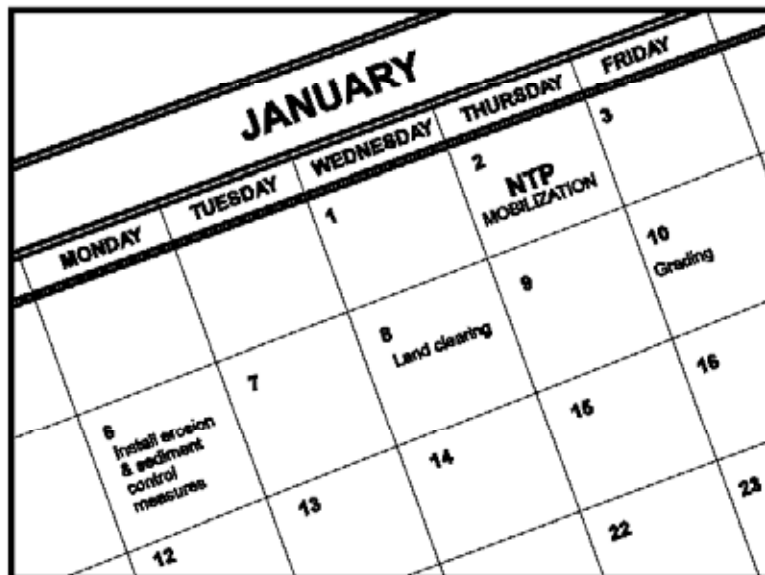 JANUARY
MONDAY TUESDAY WEDNESDAY THURSDAY FRIDAY
1
2
NTP
MOBILIZATION
3
6
Install erosion
& sediment
control
measures
7
8
Land clearing
9
10
Grading
12
13
14
15
16
22
23